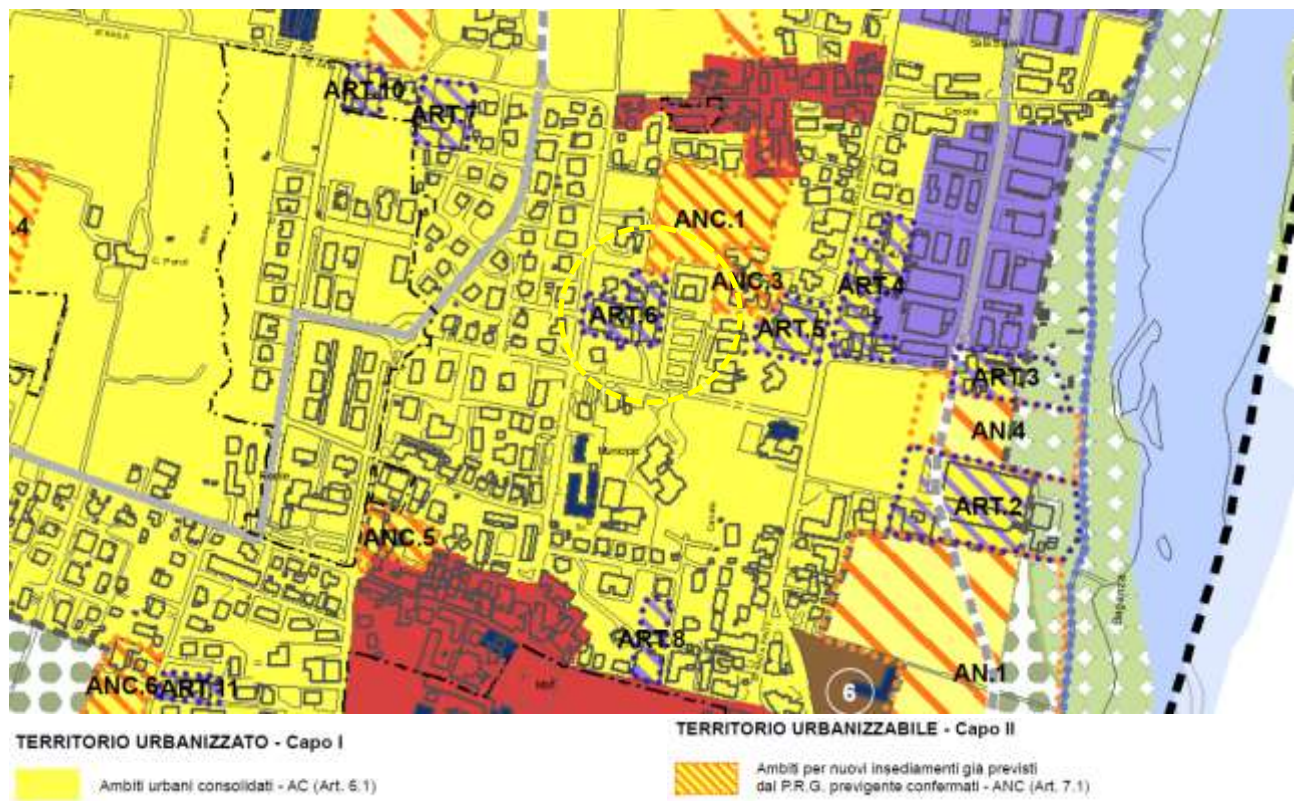 ART.10
ART.7
ANC.1
.4
ANC.3
ART.4
ART.6
ART.5
ART.3
AN.4
Municipio
ART.2
ANC.5
Baganza
ART.8
AN.1
6
ANC.6
ART.11
TERRITORIO URBANIZZATO - Capo I
Ambiti urbani consolidati - AC (Art. 6.1)
TERRITORIO URBANIZZABILE - Capo II
Ambiti per nuovi insediamenti già previsti
dal P.R.G. previgente confermati - ANC (Art. 7.1)